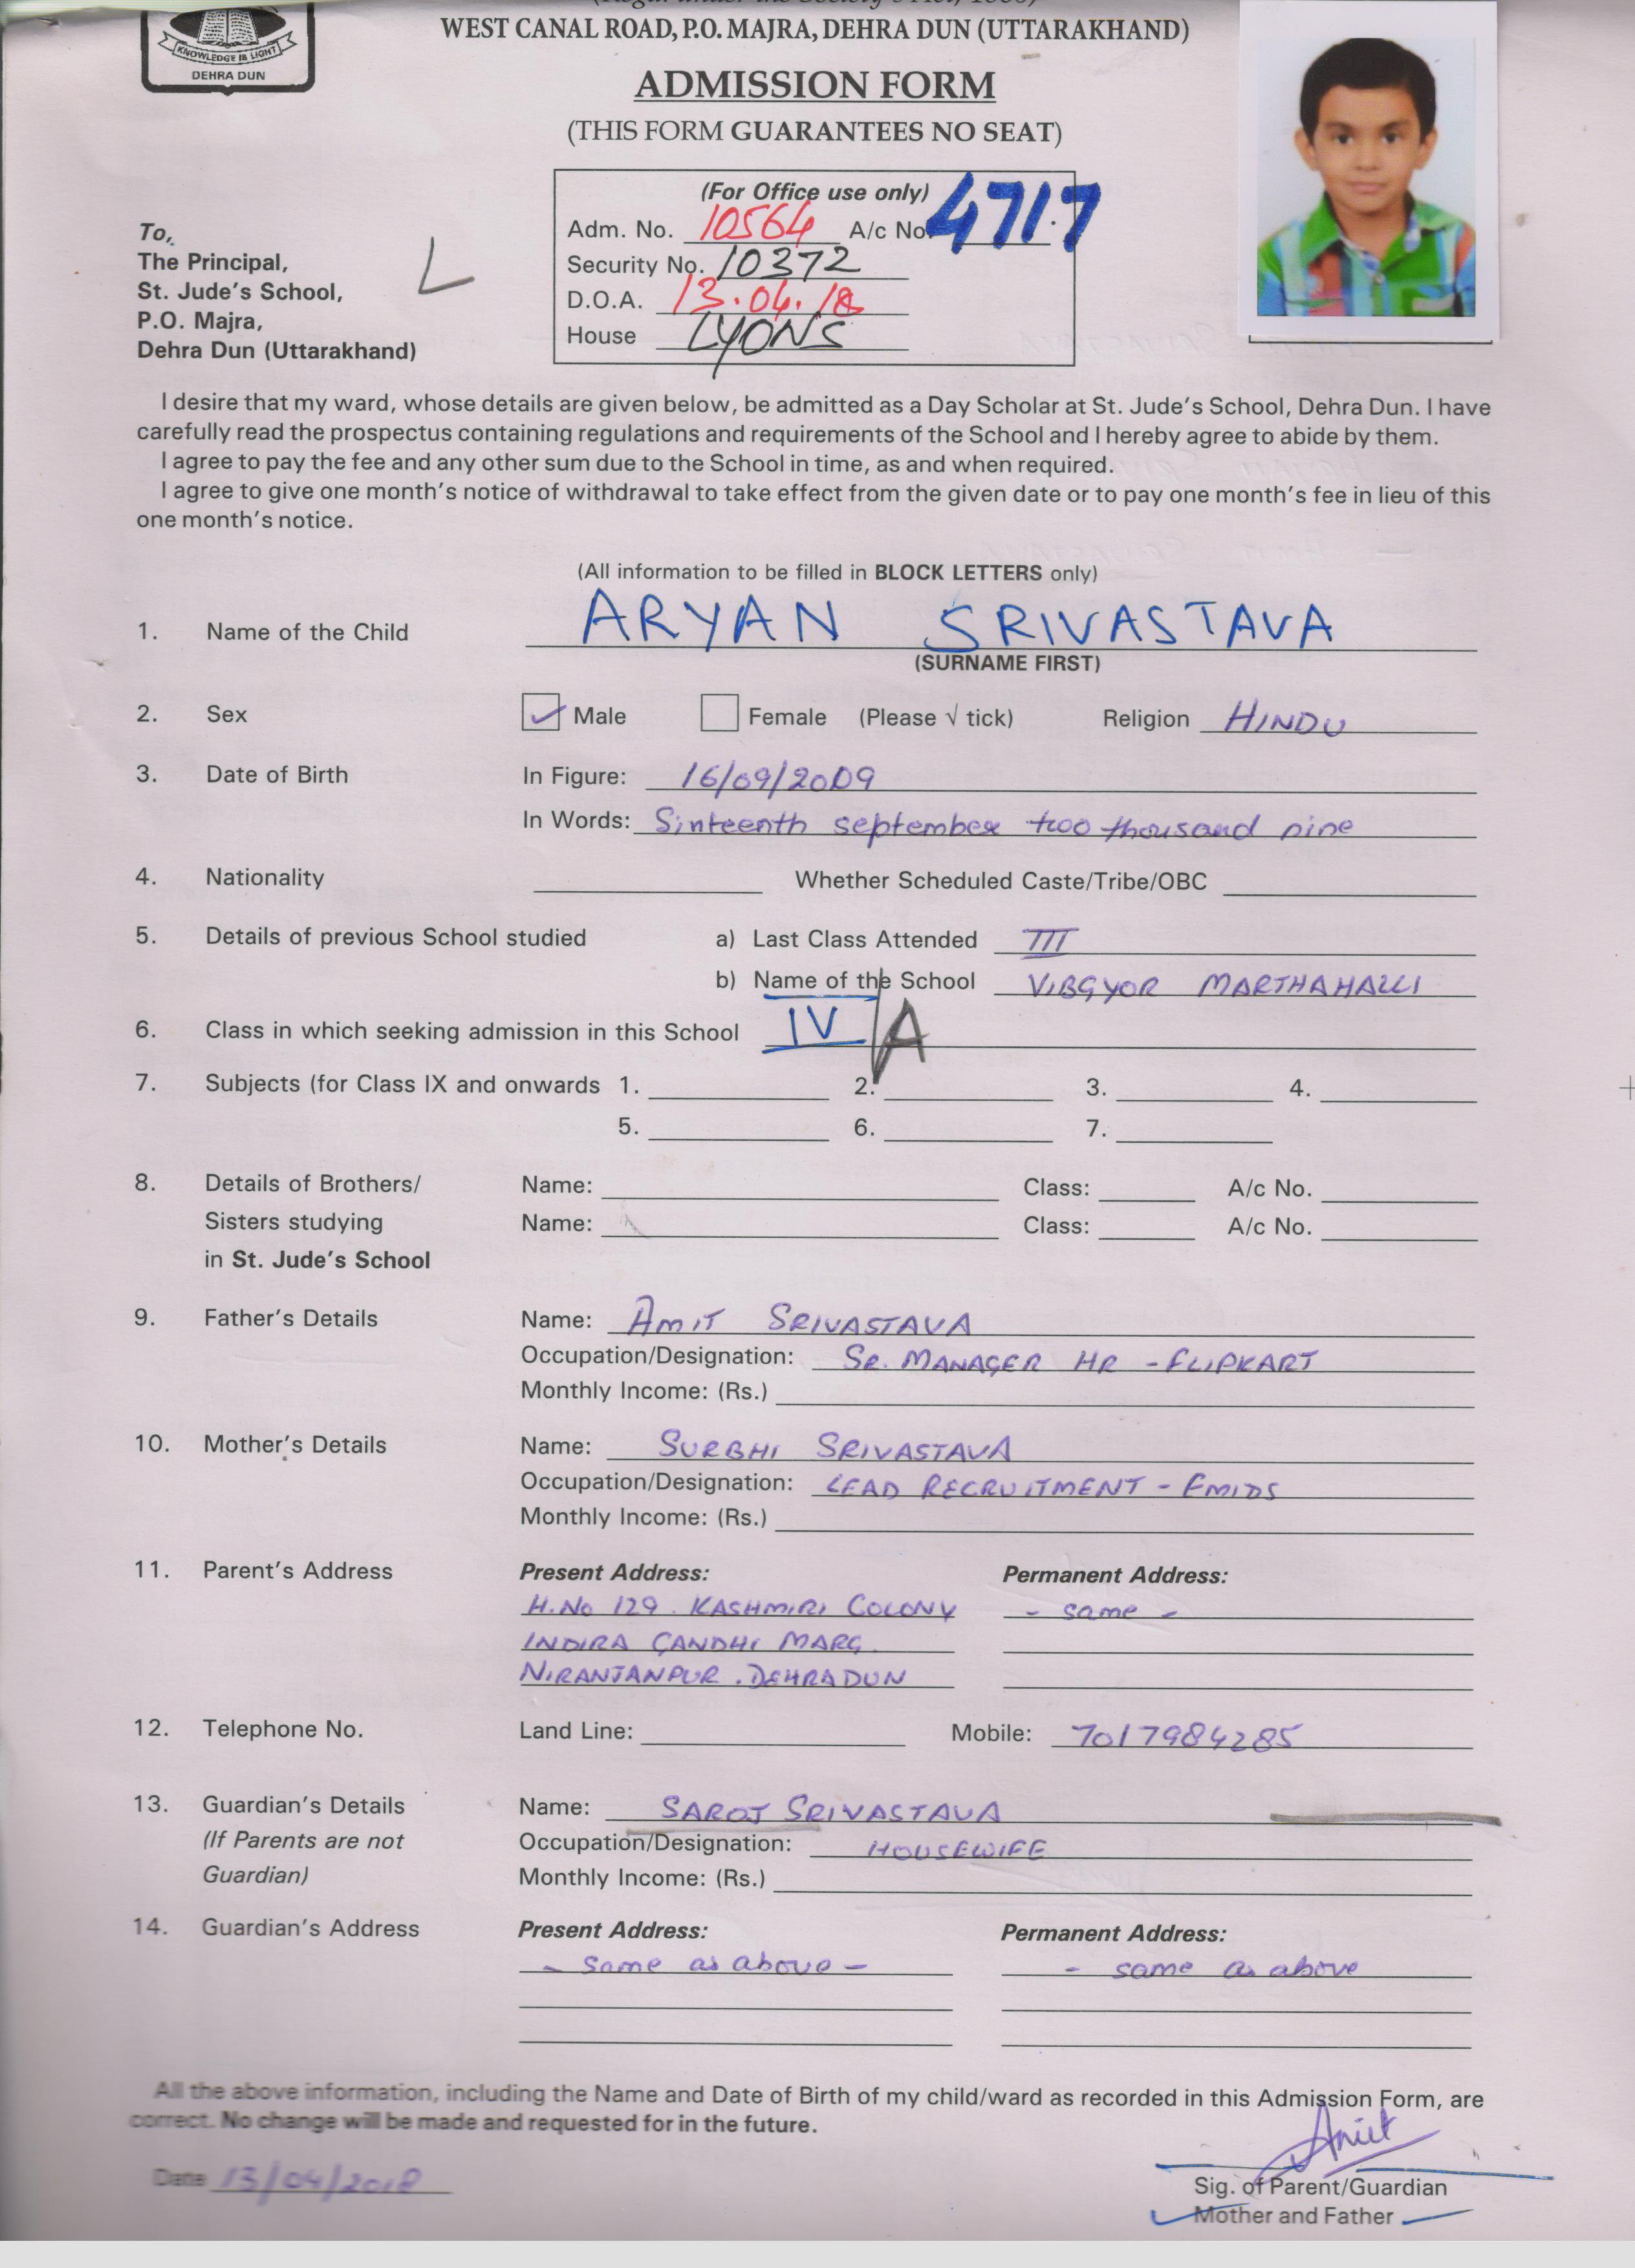 KNOWLEDGE IS LIGHT
DEHRA DUN
WEST CANAL ROAD, P.O. MAJRA, DEHRA DUN (UTTARAKHAND)
ADMISSION FORM
(THIS FORM GUARANTEES NO SEAT)
(For Office use only)
Adm. No. 10564 A/c No. 4717
Security No. 10372
D.O.A. 13.04.18
House LYONS
To,
The Principal,
St. Jude's School,
P.O. Majra,
Dehra Dun (Uttarakhand)
L
I desire that my ward, whose details are given below, be admitted as a Day Scholar at St. Jude's School, Dehra Dun. I have
carefully read the prospectus containing regulations and requirements of the School and I hereby agree to abide by them.
I agree to pay the fee and any other sum due to the School in time, as and when required.
I agree to give one month's notice of withdrawal to take effect from the given date or to pay one month's fee in lieu of this
one month's notice.
(All information to be filled in BLOCK LETTERS only)
1. Name of the Child ARYAN SRIVASTAVA
(SURNAME FIRST)
2. Sex ✓ Male Female (Please √ tick) Religion HINDU
3. Date of Birth In Figure: 16/09/2009
In Words: Sinteenth september two thousand nine
4. Nationality Whether Scheduled Caste/Tribe/OBC
5. Details of previous School studied a) Last Class Attended III
b) Name of the School VIBGYOR MARTHAHALLI
6. Class in which seeking admission in this School IV/A
7. Subjects (for Class IX and onwards 1. 2. 3. 4.
5. 6. 7.
8. Details of Brothers/ Name: Class: A/c No.
Sisters studying Name: Class: A/c No.
in St. Jude's School
9. Father's Details Name: AMIT SRIVASTAVA
Occupation/Designation: SR. MANAGER HR - FLIPKART
Monthly Income: (Rs.)
10. Mother's Details Name: SURBHI SRIVASTAVA
Occupation/Designation: LEAD RECRUITMENT - EMIDS
Monthly Income: (Rs.)
11. Parent's Address Present Address: Permanent Address:
H.No 129. KASHMIRI COLONY - same -
INDIRA GANDHI MARG
NIRANJANPUR. DEHRADUN
12. Telephone No. Land Line: Mobile: 7017984285
13. Guardian's Details Name: SAROJ SRIVASTAVA
(If Parents are not Occupation/Designation: HOUSEWIFE
Guardian) Monthly Income: (Rs.)
14. Guardian's Address Present Address: Permanent Address:
- same as above - - same as above
All the above information, including the Name and Date of Birth of my child/ward as recorded in this Admission Form, are
correct. No change will be made and requested for in the future.
Amit
Date 13/04/2018
Sig. of Parent/Guardian
Mother and Father